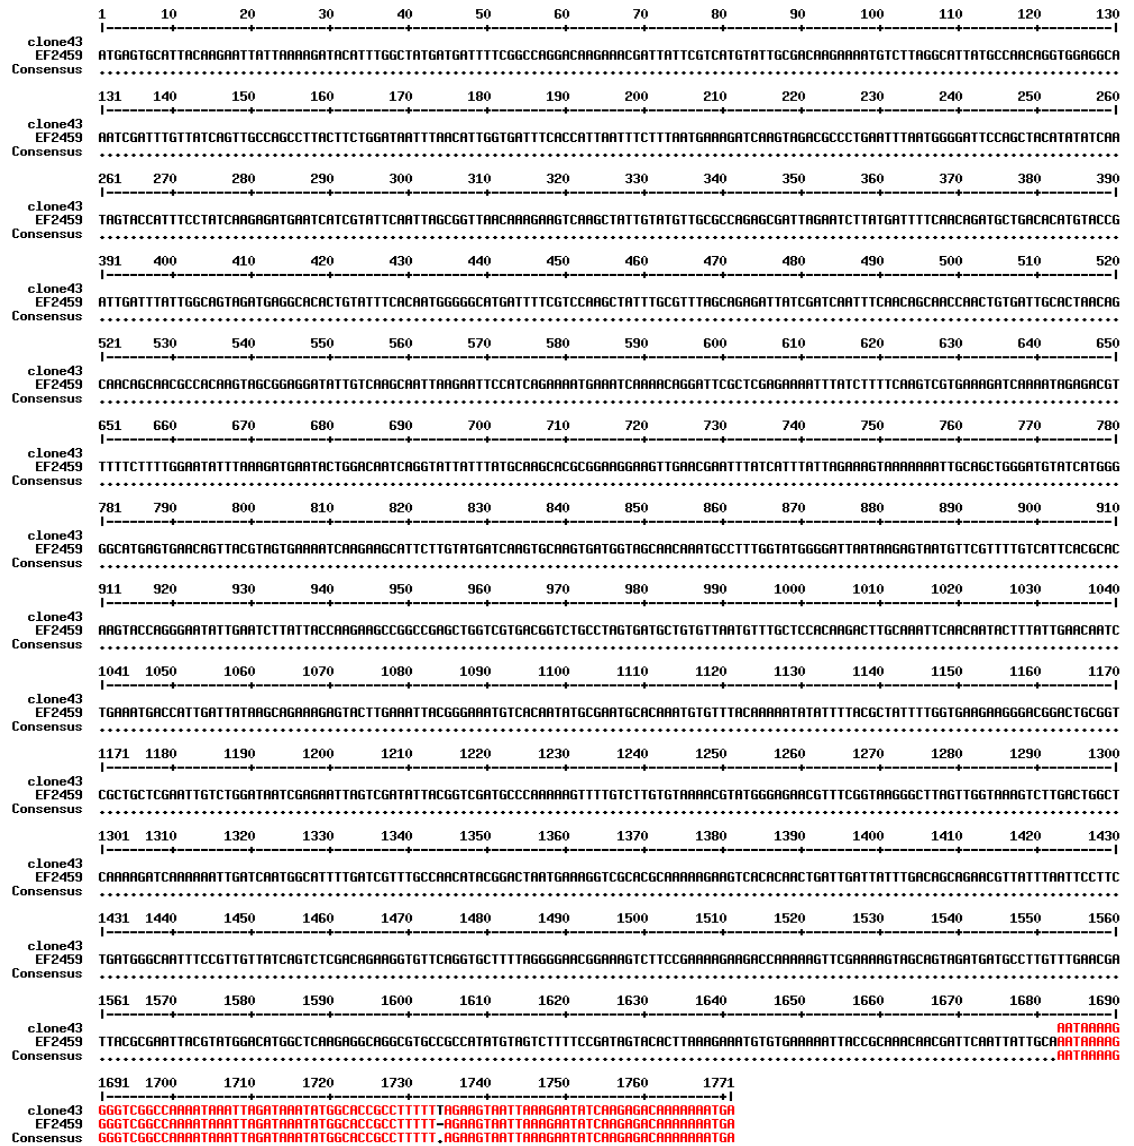 1 10 20 30 40 50 60 70 80 90 100 110 120 130
|--------+---------+---------+---------+---------+---------+---------+---------+---------+---------+---------+---------+---------|
clone43
EF2459 ATGAGTGCATTACAAGAATTATTAAAAGATACATTTGGCTATGATGATTTTCGGCCAGGACAAGAAACGATTATTCGTCATGTATTGCGACAAGAAAATGTCTTAGGCATTATGCCAACAGGTGGAGGCA
Consensus ..................................................................................................................................
131 140 150 160 170 180 190 200 210 220 230 240 250 260
|--------+---------+---------+---------+---------+---------+---------+---------+---------+---------+---------+---------+---------|
clone43
EF2459 AATCGATTTGTTATCAGTTGCCAGCCTTACTTCTGGATAATTTAACATTGGTGATTTCACCATTAATTTCTTTAATGAAAGATCAAGTAGACGCCCTGAATTTAATGGGGATTCCAGCTACATATATCAA
Consensus ..................................................................................................................................
261 270 280 290 300 310 320 330 340 350 360 370 380 390
|--------+---------+---------+---------+---------+---------+---------+---------+---------+---------+---------+---------+---------|
clone43
EF2459 TAGTACCATTTCCTATCAAGAGATGAATCATCGTATTCAATTAGCGGTTAACAAAGAAGTCAAGCTATTGTATGTTGCGCCAGAGCGATTAGAATCTTATGATTTTCAACAGATGCTGACACATGTACCG
Consensus ..................................................................................................................................
391 400 410 420 430 440 450 460 470 480 490 500 510 520
|--------+---------+---------+---------+---------+---------+---------+---------+---------+---------+---------+---------+---------|
clone43
EF2459 ATTGATTTATTGGCAGTAGATGAGGCACACTGTATTTCACAATGGGGGCATGATTTTCGTCCAAGCTATTTGCGTTTAGCAGAGATTATCGATCAATTTCAACAGCAACCAACTGTGATTGCACTAACAG
Consensus ..................................................................................................................................
521 530 540 550 560 570 580 590 600 610 620 630 640 650
|--------+---------+---------+---------+---------+---------+---------+---------+---------+---------+---------+---------+---------|
clone43
EF2459 CAACAGCAACGCCACAAGTAGCGGAGGATATTGTCAAGCAATTAAGAATTCCATCAGAAAATGAAATCAAAACAGGATTCGCTCGAGAAAATTTATCTTTTCAAGTCGTGAAAGATCAAAATAGAGACGT
Consensus ..................................................................................................................................
651 660 670 680 690 700 710 720 730 740 750 760 770 780
|--------+---------+---------+---------+---------+---------+---------+---------+---------+---------+---------+---------+---------|
clone43
EF2459 TTTTCTTTTGGAATATTTAAAGATGAATACTGGACAATCAGGTATTATTTATGCAAGCACGCGGAAGGAAGTTGAACGAATTTATCATTTATTAGAAAGTAAAAAAATTGCAGCTGGGATGTATCATGGG
Consensus ..................................................................................................................................
781 790 800 810 820 830 840 850 860 870 880 890 900 910
|--------+---------+---------+---------+---------+---------+---------+---------+---------+---------+---------+---------+---------|
clone43
EF2459 GGCATGAGTGAACAGTTACGTAGTGAAAATCAAGAAGCATTCTTGTATGATCAAGTGCAAGTGATGGTAGCAACAAATGCCTTTGGTATGGGGATTAATAAGAGTAATGTTCGTTTTGTCATTCACGCAC
Consensus ..................................................................................................................................
911 920 930 940 950 960 970 980 990 1000 1010 1020 1030 1040
|--------+---------+---------+---------+---------+---------+---------+---------+---------+---------+---------+---------+---------|
clone43
EF2459 AAGTACCAGGGAATATTGAATCTTATTACCAAGAAGCCGGCCGAGCTGGTCGTGACGGTCTGCCTAGTGATGCTGTGTTAATGTTTGCTCCACAAGACTTGCAAATTCAACAATACTTTATTGAACAATC
Consensus ..................................................................................................................................
1041 1050 1060 1070 1080 1090 1100 1110 1120 1130 1140 1150 1160 1170
|--------+---------+---------+---------+---------+---------+---------+---------+---------+---------+---------+---------+---------|
clone43
EF2459 TGAAATGACCATTGATTATAAGCAGAAAGAGTACTTGAAATTACGGGAAATGTCACAATATGCGAATGCACAAATGTGTTTACAAAAATATATTTTACGCTATTTTGGTGAAGAAGGGACGGACTGCGGT
Consensus ..................................................................................................................................
1171 1180 1190 1200 1210 1220 1230 1240 1250 1260 1270 1280 1290 1300
|--------+---------+---------+---------+---------+---------+---------+---------+---------+---------+---------+---------+---------|
clone43
EF2459 CGCTGCTCGAATTGTCTGGATAATCGAGAATTAGTCGATATTACGGTCGATGCCCAAAAAGTTTTGTCTTGTGTAAAACGTATGGGAGAACGTTTCGGTAAGGGCTTAGTTGGTAAAGTCTTGACTGGCT
Consensus ..................................................................................................................................
1301 1310 1320 1330 1340 1350 1360 1370 1380 1390 1400 1410 1420 1430
|--------+---------+---------+---------+---------+---------+---------+---------+---------+---------+---------+---------+---------|
clone43
EF2459 CAAAAGATCAAAAAATTGATCAATGGCATTTTGATCGTTTGCCAACATACGGACTAATGAAAGGTCGCACGCAAAAAGAAGTCACACAACTGATTGATTATTTGACAGCAGAACGTTATTTAATTCCTTC
Consensus ..................................................................................................................................
1431 1440 1450 1460 1470 1480 1490 1500 1510 1520 1530 1540 1550 1560
|--------+---------+---------+---------+---------+---------+---------+---------+---------+---------+---------+---------+---------|
clone43
EF2459 TGATGGGCAATTTCCGTTGTTATCAGTCTCGACAGAAGGTGTTCAGGTGCTTTTAGGGGAACGGAAAGTCTTCCGAAAAGAAGACCAAAAAGTTCGAAAAGTAGCAGTAGATGATGCCTTGTTTGAACGA
Consensus ..................................................................................................................................
1561 1570 1580 1590 1600 1610 1620 1630 1640 1650 1660 1670 1680 1690
|--------+---------+---------+---------+---------+---------+---------+---------+---------+---------+---------+---------+---------|
clone43 AATAAAAG
EF2459 TTACGCGAATTACGTATGGACATGGCTCAAGAGGCAGGCGTGCCGCCATATGTAGTCTTTTCCGATAGTACACTTAAAGAAATGTGTGAAAAATTACCGCAAACAACGATTCAATTATTGCAAATAAAAG
Consensus ..........................................................................................................................AATAAAAG
1691 1700 1710 1720 1730 1740 1750 1760 1771
|--------+---------+---------+---------+---------+---------+---------+---------+|
clone43 GGGTCGGCCAAAATAAATTAGATAAATATGGCACCGCCTTTTTTAGAAGTAATTAAAGAATATCAAGAGACAAAAAAATGA
EF2459 GGGTCGGCCAAAATAAATTAGATAAATATGGCACCGCCTTTTT-AGAAGTAATTAAAGAATATCAAGAGACAAAAAAATGA
Consensus GGGTCGGCCAAAATAAATTAGATAAATATGGCACCGCCTTTTT.AGAAGTAATTAAAGAATATCAAGAGACAAAAAAATGA